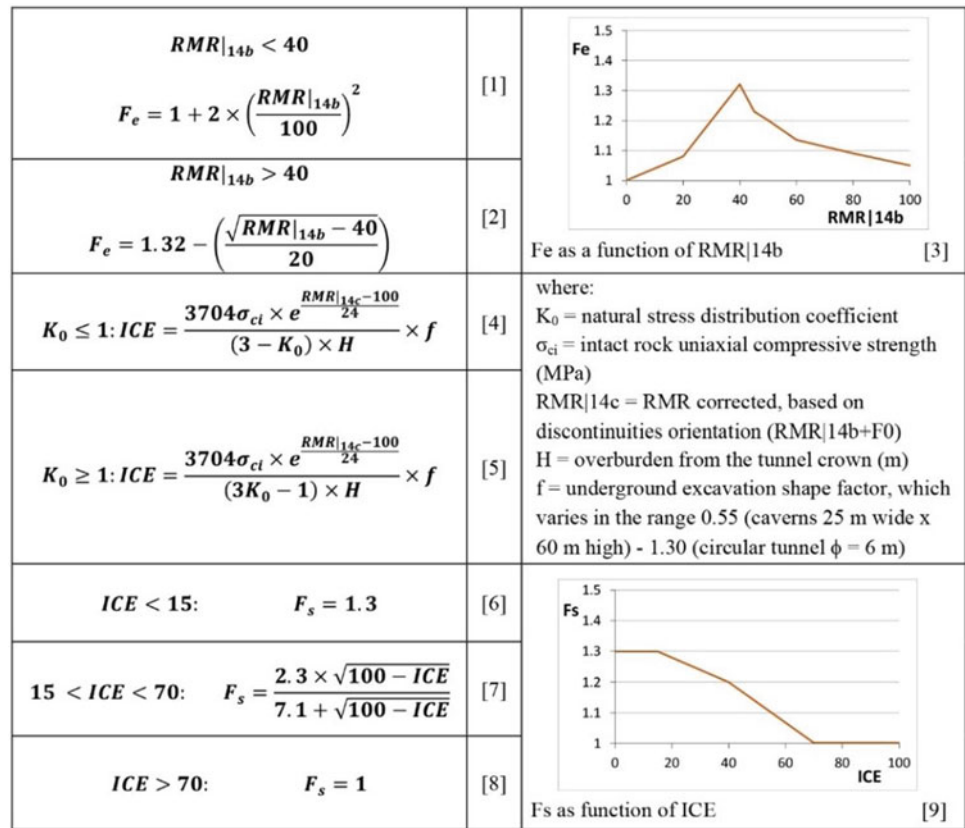 RMR|₁₄b < 40
F_e = 1 + 2 × (RMR|₁₄b / 100)²
[1]
1.5
1.4
1.3
1.2
1.1
1
Fe
0 20 40 60 80 100
RMR|14b
Fe as a function of RMR|14b [3]
RMR|₁₄b > 40
F_e = 1.32 − (√(RMR|₁₄b − 40) / 20)
[2]
K₀ ≤ 1: ICE = (3704σ_ci × e^((RMR|₁₄c−100)/24)) / ((3 − K₀) × H) × f
[4]
K₀ ≥ 1: ICE = (3704σ_ci × e^((RMR|₁₄c−100)/24)) / ((3K₀ − 1) × H) × f
[5]
where:
K₀ = natural stress distribution coefficient
σ_ci = intact rock uniaxial compressive strength
(MPa)
RMR|14c = RMR corrected, based on
discontinuities orientation (RMR|14b+F0)
H = overburden from the tunnel crown (m)
f = underground excavation shape factor, which
varies in the range 0.55 (caverns 25 m wide x
60 m high) - 1.30 (circular tunnel ϕ = 6 m)
ICE < 15: F_s = 1.3
[6]
15 < ICE < 70: F_s = (2.3 × √(100 − ICE)) / (7.1 + √(100 − ICE))
[7]
ICE > 70: F_s = 1
[8]
1.5
1.4
1.3
1.2
1.1
1
Fs
0 20 40 60 80 100
ICE
Fs as function of ICE [9]